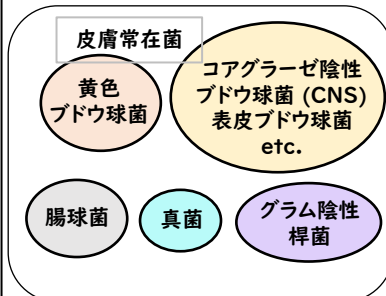 皮膚常在菌
黄色
ブドウ球菌
コアグラーゼ陰性
ブドウ球菌 (CNS)
表皮ブドウ球菌
etc.
腸球菌
真菌
グラム陰性
桿菌